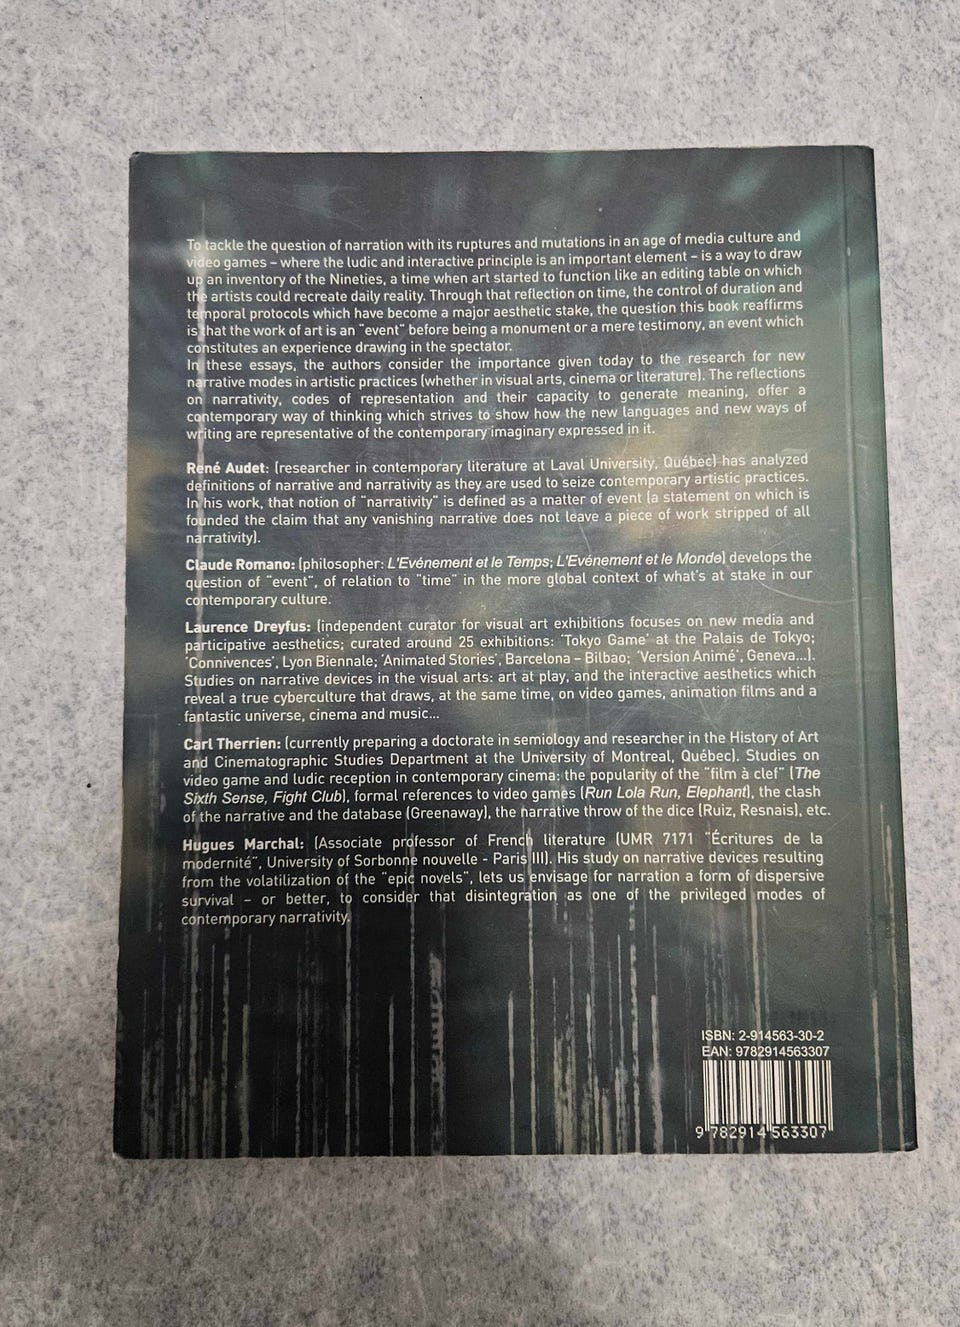 To tackle the question of narration with its ruptures and mutations in an age of media culture and
video games – where the ludic and interactive principle is an important element – is a way to draw
up an inventory of the Nineties, a time when art started to function like an editing table on which
the artists could recreate daily reality. Through that reflection on time, the control of duration and
temporal protocols which have become a major aesthetic stake, the question this book reaffirms
is that the work of art is an "event" before being a monument or a mere testimony, an event which
constitutes an experience drawing in the spectator.
In these essays, the authors consider the importance given today to the research for new
narrative modes in artistic practices (whether in visual arts, cinema or literature). The reflections
on narrativity, codes of representation and their capacity to generate meaning, offer a
contemporary way of thinking which strives to show how the new languages and new ways of
writing are representative of the contemporary imaginary expressed in it.
René Audet: (researcher in contemporary literature at Laval University, Québec) has analyzed
definitions of narrative and narrativity as they are used to seize contemporary artistic practices.
In his work, that notion of "narrativity" is defined as a matter of event (a statement on which is
founded the claim that any vanishing narrative does not leave a piece of work stripped of all
narrativity).
Claude Romano: (philosopher: L'Evénement et le Temps; L'Evénement et le Monde) develops the
question of "event", of relation to "time" in the more global context of what's at stake in our
contemporary culture.
Laurence Dreyfus: (independent curator for visual art exhibitions focuses on new media and
participative aesthetics; curated around 25 exhibitions: 'Tokyo Game' at the Palais de Tokyo;
'Connivences', Lyon Biennale; 'Animated Stories', Barcelona – Bilbao; 'Version Animé', Geneva...).
Studies on narrative devices in the visual arts: art at play, and the interactive aesthetics which
reveal a true cyberculture that draws, at the same time, on video games, animation films and a
fantastic universe, cinema and music...
Carl Therrien: (currently preparing a doctorate in semiology and researcher in the History of Art
and Cinematographic Studies Department at the University of Montreal, Québec). Studies on
video game and ludic reception in contemporary cinema: the popularity of the "film à clef" (The
Sixth Sense, Fight Club), formal references to video games (Run Lola Run, Elephant), the clash
of the narrative and the database (Greenaway), the narrative throw of the dice (Ruiz, Resnais), etc.
Hugues Marchal: (Associate professor of French literature (UMR 7171 "Écritures de la
modernité", University of Sorbonne nouvelle - Paris III). His study on narrative devices resulting
from the volatilization of the "epic novels", lets us envisage for narration a form of dispersive
survival – or better, to consider that disintegration as one of the privileged modes of
contemporary narrativity.
ISBN: 2-914563-30-2
EAN: 9782914563307
9 782914 563307